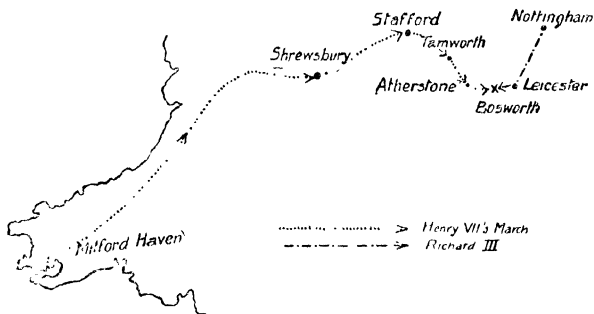 Nottingham
Stafford
Tamworth
Shrewsbury
Atherstone
Leicester
Bosworth
Milford Haven
Henry VII's March
Richard III